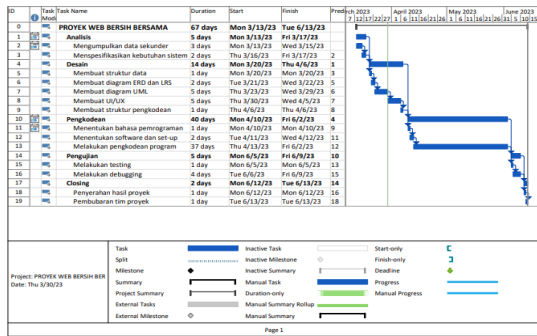 ID Task Mode Task Name Duration Start Finish Pred rch 2023 April 2023 May 2023 June 2023
7 12 17 22 27 1 6 11 16 21 26 1 6 11 16 21 26 31 5 10 15
0 PROYEK WEB BERSIH BERSAMA 67 days Mon 3/13/23 Tue 6/13/23
1 Analisis 5 days Mon 3/13/23 Fri 3/17/23
2 Mengumpulkan data sekunder 3 days Mon 3/13/23 Wed 3/15/23
3 Menspesifikasikan kebutuhan sistem 2 days Thu 3/16/23 Fri 3/17/23 2
4 Desain 14 days Mon 3/20/23 Thu 4/6/23 1
5 Membuat struktur data 1 day Mon 3/20/23 Mon 3/20/23 3
6 Membuat diagram ERD dan LRS 2 days Tue 3/21/23 Wed 3/22/23 5
7 Membuat diagram UML 5 days Thu 3/23/23 Wed 3/29/23 6
8 Membuat UI/UX 5 days Thu 3/30/23 Wed 4/5/23 7
9 Membuat struktur pengkodean 1 day Thu 4/6/23 Thu 4/6/23 8
10 Pengkodean 40 days Mon 4/10/23 Fri 6/2/23 4
11 Menentukan bahasa pemrograman 1 day Mon 4/10/23 Mon 4/10/23 9
12 Menentukan software dan set-up 2 days Tue 4/11/23 Wed 4/12/23 11
13 Melakukan pengkodean program 37 days Thu 4/13/23 Fri 6/2/23 12
14 Pengujian 5 days Mon 6/5/23 Fri 6/9/23 10
15 Melakukan testing 1 day Mon 6/5/23 Mon 6/5/23 13
16 Melakukan debugging 4 days Tue 6/6/23 Fri 6/9/23 15
17 Closing 2 days Mon 6/12/23 Tue 6/13/23 14
18 Penyerahan hasil proyek 1 day Mon 6/12/23 Mon 6/12/23 16
19 Pembubaran tim proyek 1 day Tue 6/13/23 Tue 6/13/23 18
Project: PROYEK WEB BERSIH BER
Date: Thu 3/30/23
Task Inactive Task Start-only
Split Inactive Milestone Finish-only
Milestone Inactive Summary Deadline
Summary Manual Task Progress
Project Summary Duration-only Manual Progress
External Tasks Manual Summary Rollup
External Milestone Manual Summary
Page 1